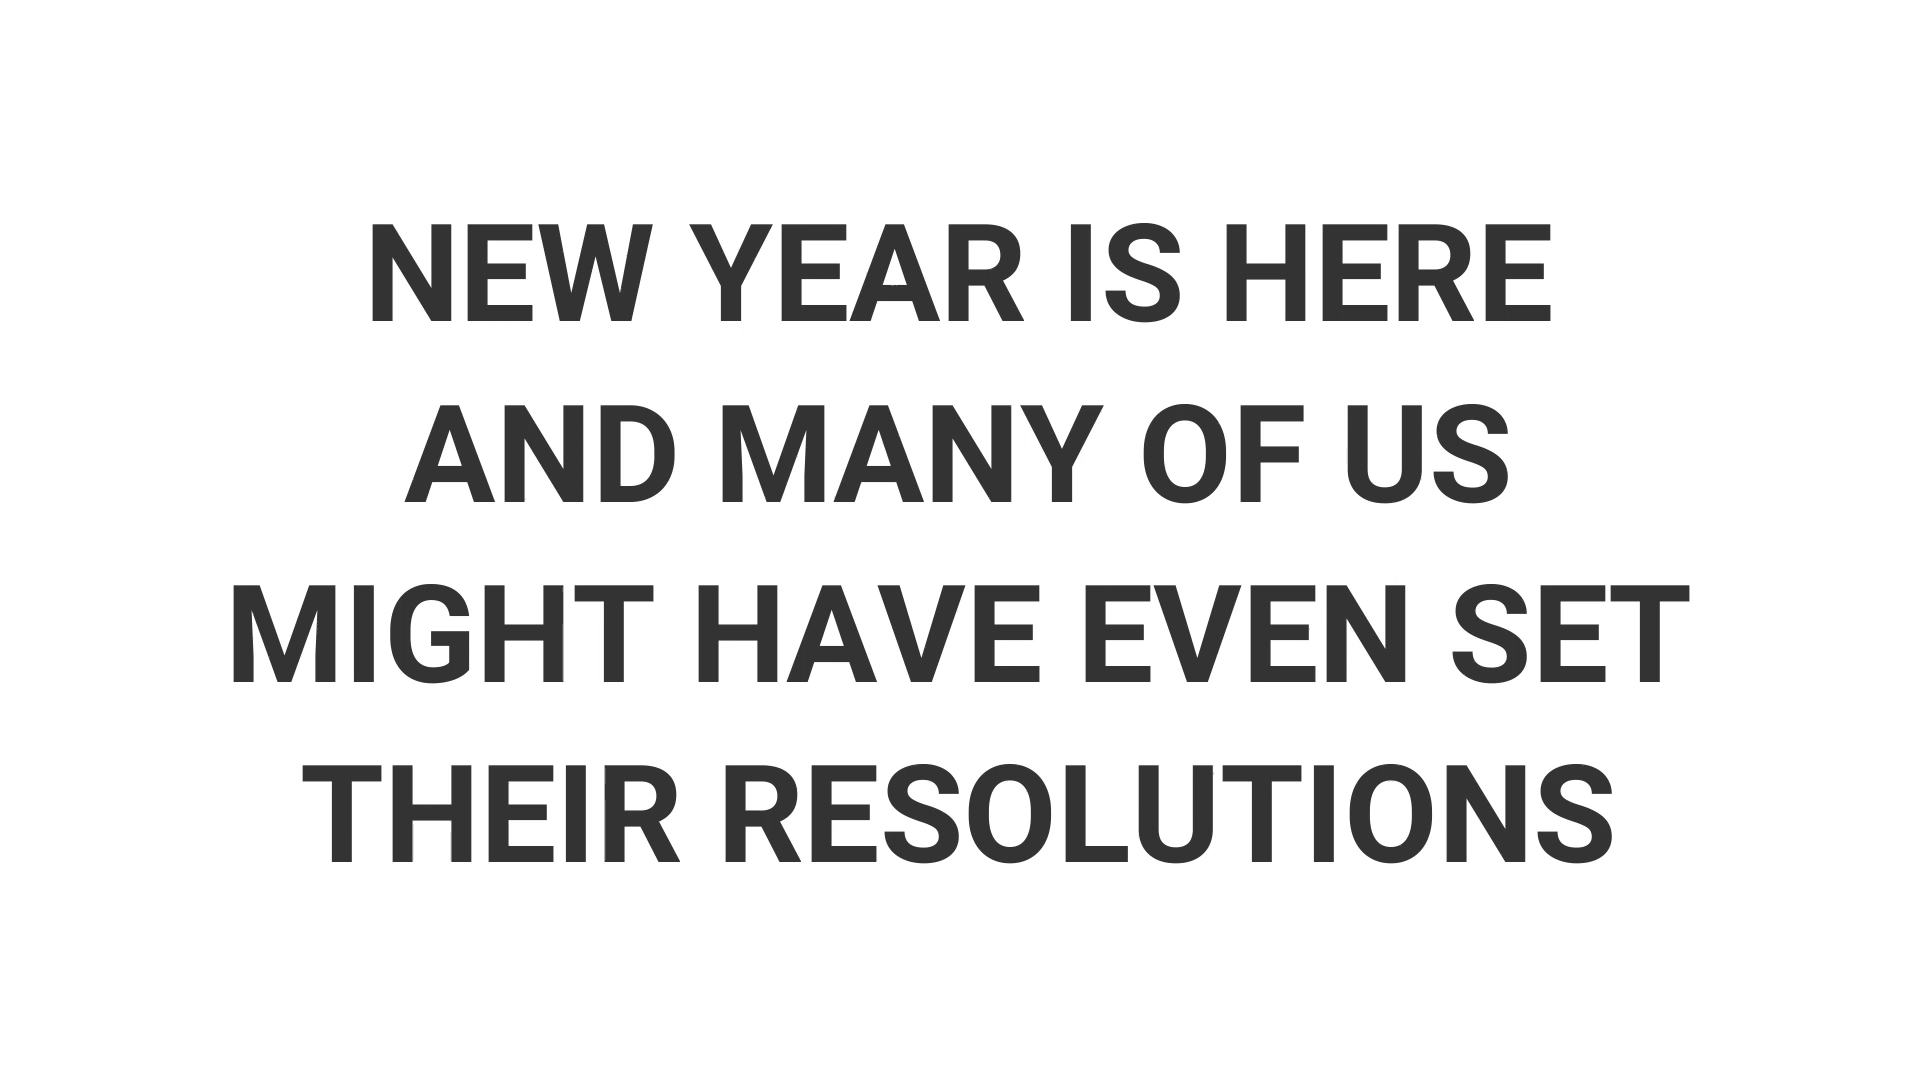 NEW YEAR IS HERE
AND MANY OF US
MIGHT HAVE EVEN SET
THEIR RESOLUTIONS